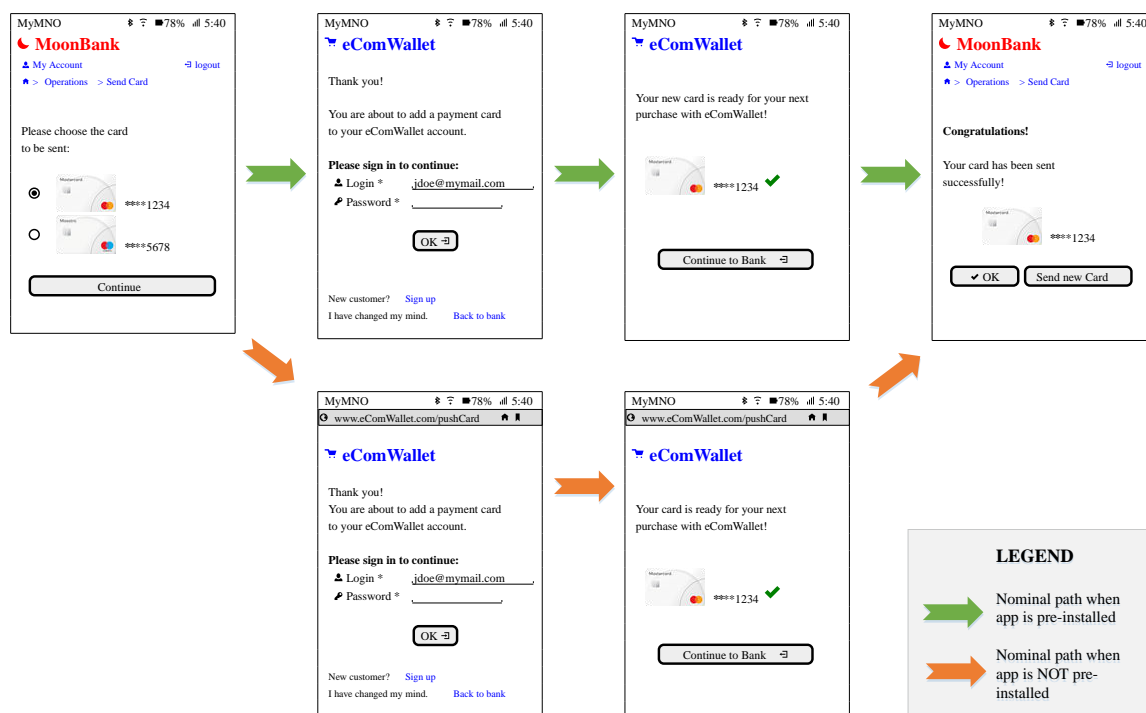 MyMNO 78% 5:40
MoonBank
My Account logout
> Operations > Send Card
Please choose the card
to be sent:
Mastercard
****1234
Maestro
****5678
Continue
MyMNO 78% 5:40
eComWallet
Thank you!
You are about to add a payment card
to your eComWallet account.
Please sign in to continue:
Login * jdoe@mymail.com
Password *
OK
New customer? Sign up
I have changed my mind. Back to bank
MyMNO 78% 5:40
eComWallet
Your new card is ready for your next
purchase with eComWallet!
Mastercard
****1234
Continue to Bank
MyMNO 78% 5:40
MoonBank
My Account logout
> Operations > Send Card
Congratulations!
Your card has been sent
successfully!
Mastercard
****1234
OK Send new Card
MyMNO 78% 5:40
www.eComWallet.com/pushCard
eComWallet
Thank you!
You are about to add a payment card
to your eComWallet account.
Please sign in to continue:
Login * jdoe@mymail.com
Password *
OK
New customer? Sign up
I have changed my mind. Back to bank
MyMNO 78% 5:40
www.eComWallet.com/pushCard
eComWallet
Your card is ready for your next
purchase with eComWallet!
Mastercard
****1234
Continue to Bank
LEGEND
Nominal path when
app is pre-installed
Nominal path when
app is NOT pre-
installed